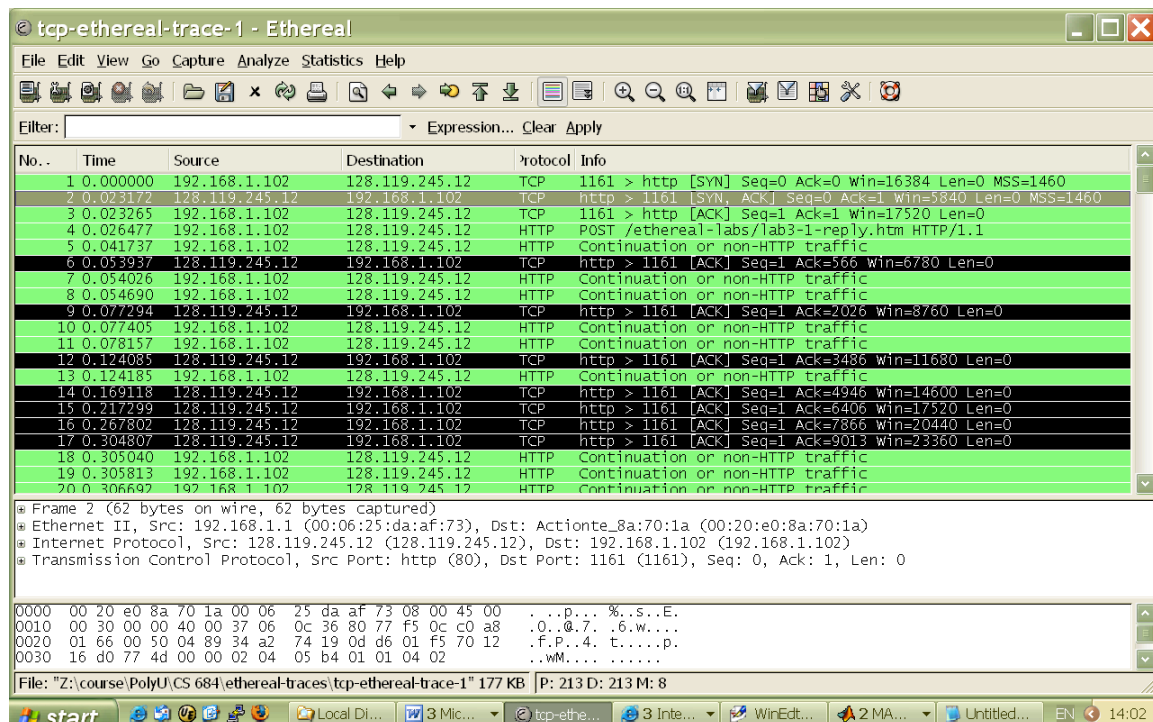 tcp-ethereal-trace-1 - Ethereal
File Edit View Go Capture Analyze Statistics Help
Filter: Expression... Clear Apply
No. . Time Source Destination Protocol Info
1 0.000000 192.168.1.102 128.119.245.12 TCP 1161 > http [SYN] Seq=0 Ack=0 Win=16384 Len=0 MSS=1460
2 0.023172 128.119.245.12 192.168.1.102 TCP http > 1161 [SYN, ACK] Seq=0 Ack=1 Win=5840 Len=0 MSS=1460
3 0.023265 192.168.1.102 128.119.245.12 TCP 1161 > http [ACK] Seq=1 Ack=1 Win=17520 Len=0
4 0.026477 192.168.1.102 128.119.245.12 HTTP POST /ethereal-labs/lab3-1-reply.htm HTTP/1.1
5 0.041737 192.168.1.102 128.119.245.12 HTTP Continuation or non-HTTP traffic
6 0.053937 128.119.245.12 192.168.1.102 TCP http > 1161 [ACK] Seq=1 Ack=566 Win=6780 Len=0
7 0.054026 192.168.1.102 128.119.245.12 HTTP Continuation or non-HTTP traffic
8 0.054690 192.168.1.102 128.119.245.12 HTTP Continuation or non-HTTP traffic
9 0.077294 128.119.245.12 192.168.1.102 TCP http > 1161 [ACK] Seq=1 Ack=2026 Win=8760 Len=0
10 0.077405 192.168.1.102 128.119.245.12 HTTP Continuation or non-HTTP traffic
11 0.078157 192.168.1.102 128.119.245.12 HTTP Continuation or non-HTTP traffic
12 0.124085 128.119.245.12 192.168.1.102 TCP http > 1161 [ACK] Seq=1 Ack=3486 Win=11680 Len=0
13 0.124185 192.168.1.102 128.119.245.12 HTTP Continuation or non-HTTP traffic
14 0.169118 128.119.245.12 192.168.1.102 TCP http > 1161 [ACK] Seq=1 Ack=4946 Win=14600 Len=0
15 0.217299 128.119.245.12 192.168.1.102 TCP http > 1161 [ACK] Seq=1 Ack=6406 Win=17520 Len=0
16 0.267802 128.119.245.12 192.168.1.102 TCP http > 1161 [ACK] Seq=1 Ack=7866 Win=20440 Len=0
17 0.304807 128.119.245.12 192.168.1.102 TCP http > 1161 [ACK] Seq=1 Ack=9013 Win=23360 Len=0
18 0.305040 192.168.1.102 128.119.245.12 HTTP Continuation or non-HTTP traffic
19 0.305813 192.168.1.102 128.119.245.12 HTTP Continuation or non-HTTP traffic
20 0.306692 192.168.1.102 128.119.245.12 HTTP Continuation or non-HTTP traffic
Frame 2 (62 bytes on wire, 62 bytes captured)
Ethernet II, Src: 192.168.1.1 (00:06:25:da:af:73), Dst: Actionte_8a:70:1a (00:20:e0:8a:70:1a)
Internet Protocol, Src: 128.119.245.12 (128.119.245.12), Dst: 192.168.1.102 (192.168.1.102)
Transmission Control Protocol, Src Port: http (80), Dst Port: 1161 (1161), Seq: 0, Ack: 1, Len: 0
0000 00 20 e0 8a 70 1a 00 06 25 da af 73 08 00 45 00 . ..p... %..s..E.
0010 00 30 00 00 40 00 37 06 0c 36 80 77 f5 0c c0 a8 .0..@.7. .6.w....
0020 01 66 00 50 04 89 34 a2 74 19 0d d6 01 f5 70 12 .f.P..4. t.....p.
0030 16 d0 77 4d 00 00 02 04 05 b4 01 01 04 02 ..wM.... ......
File: "Z:\course\PolyU\CS 684\ethereal-traces\tcp-ethereal-trace-1" 177 KB P: 213 D: 213 M: 8
start Local Di... 3 Mic... tcp-ethe... 3 Inte... WinEdt... 2 MA... Untitled... EN 14:02